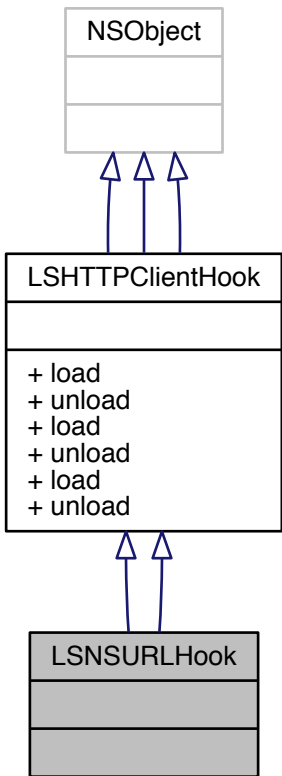 NSObject
LSHTTPClientHook
+ load
+ unload
+ load
+ unload
+ load
+ unload
LSNSURLHook